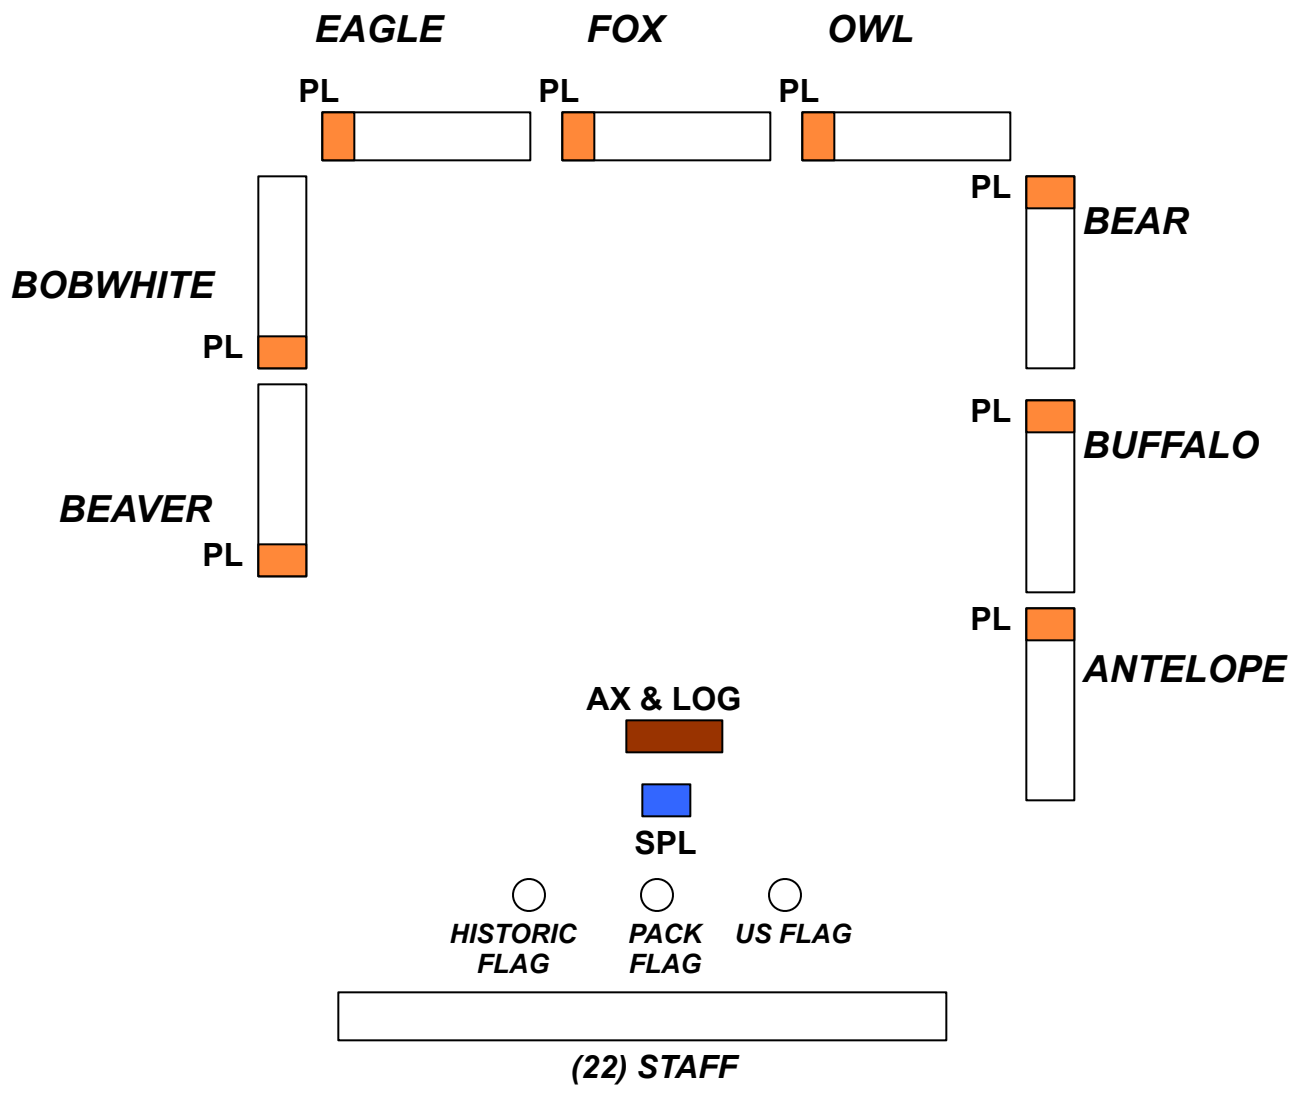 EAGLE
FOX
OWL
PL
PL
PL
PL
BEAR
BOBWHITE
PL
PL
BUFFALO
BEAVER
PL
PL
ANTELOPE
AX & LOG
SPL
HISTORIC
FLAG
PACK
FLAG
US FLAG
(22) STAFF